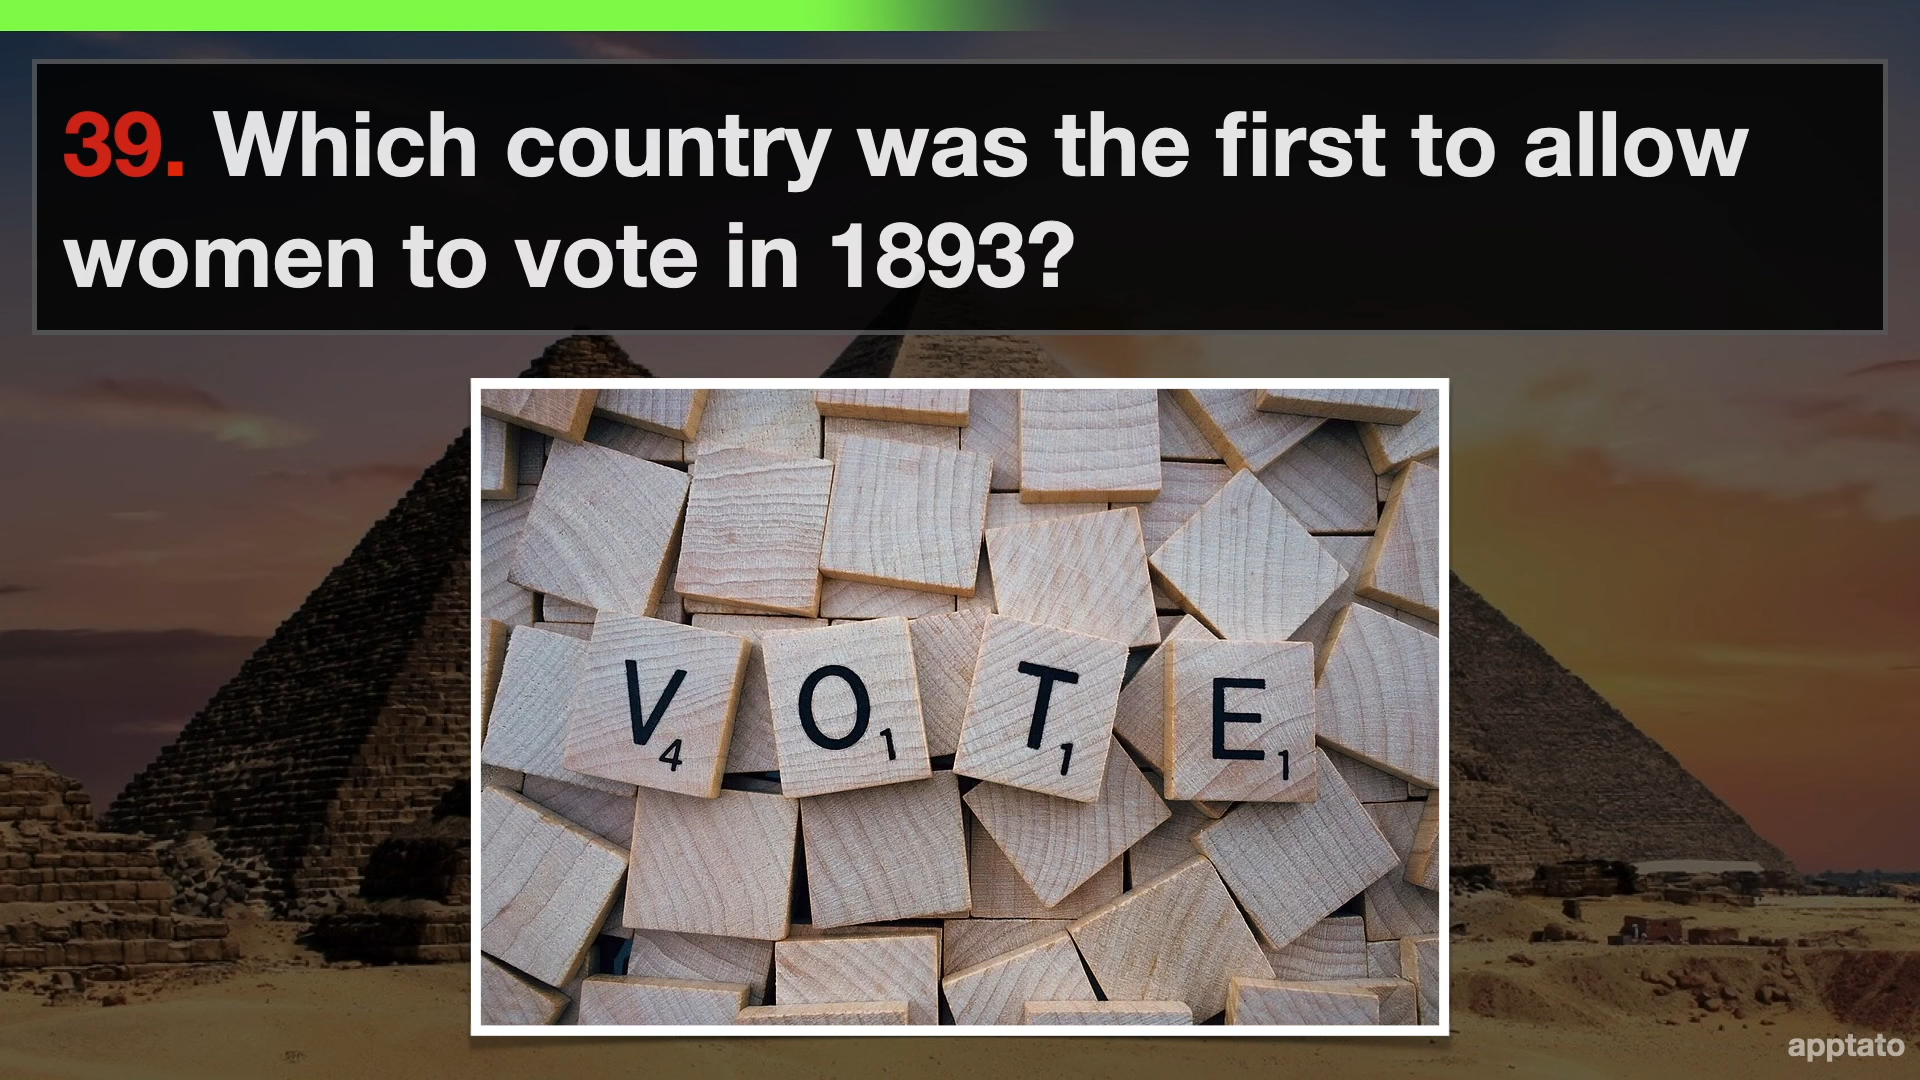 39. Which country was the first to allow
women to vote in 1893?
V4 O1 T1 E1
apptato